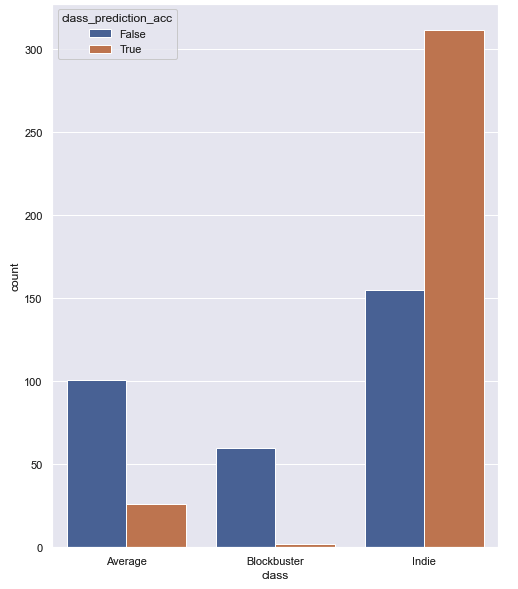 class_prediction_acc
False
True
300
250
200
150
100
50
0
count
Average
Blockbuster
Indie
class